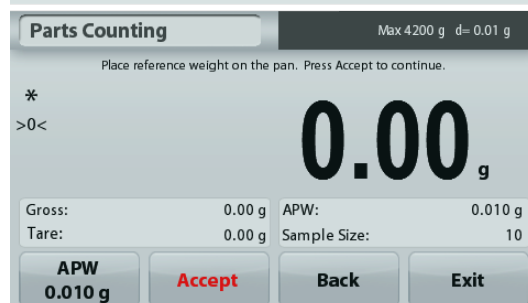 Parts Counting
Max 4200 g d= 0.01 g
Place reference weight on the pan. Press Accept to continue.
*
>0<
0.00 g
Gross: 0.00 g APW: 0.010 g
Tare: 0.00 g Sample Size: 10
APW
0.010 g
Accept
Back
Exit